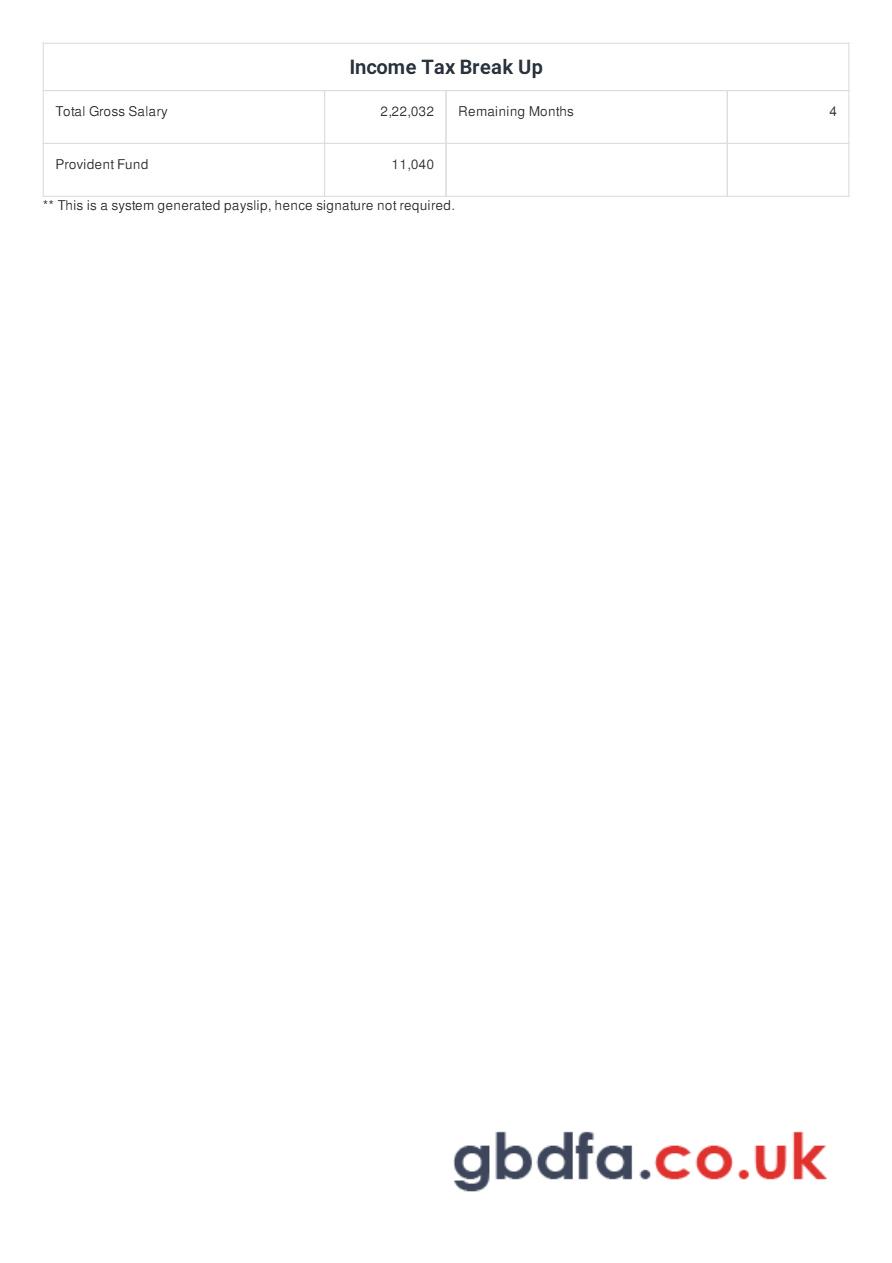 Income Tax Break Up
Total Gross Salary 2,22,032 Remaining Months 4
Provident Fund 11,040
** This is a system generated payslip, hence signature not required.
gbdfa.co.uk